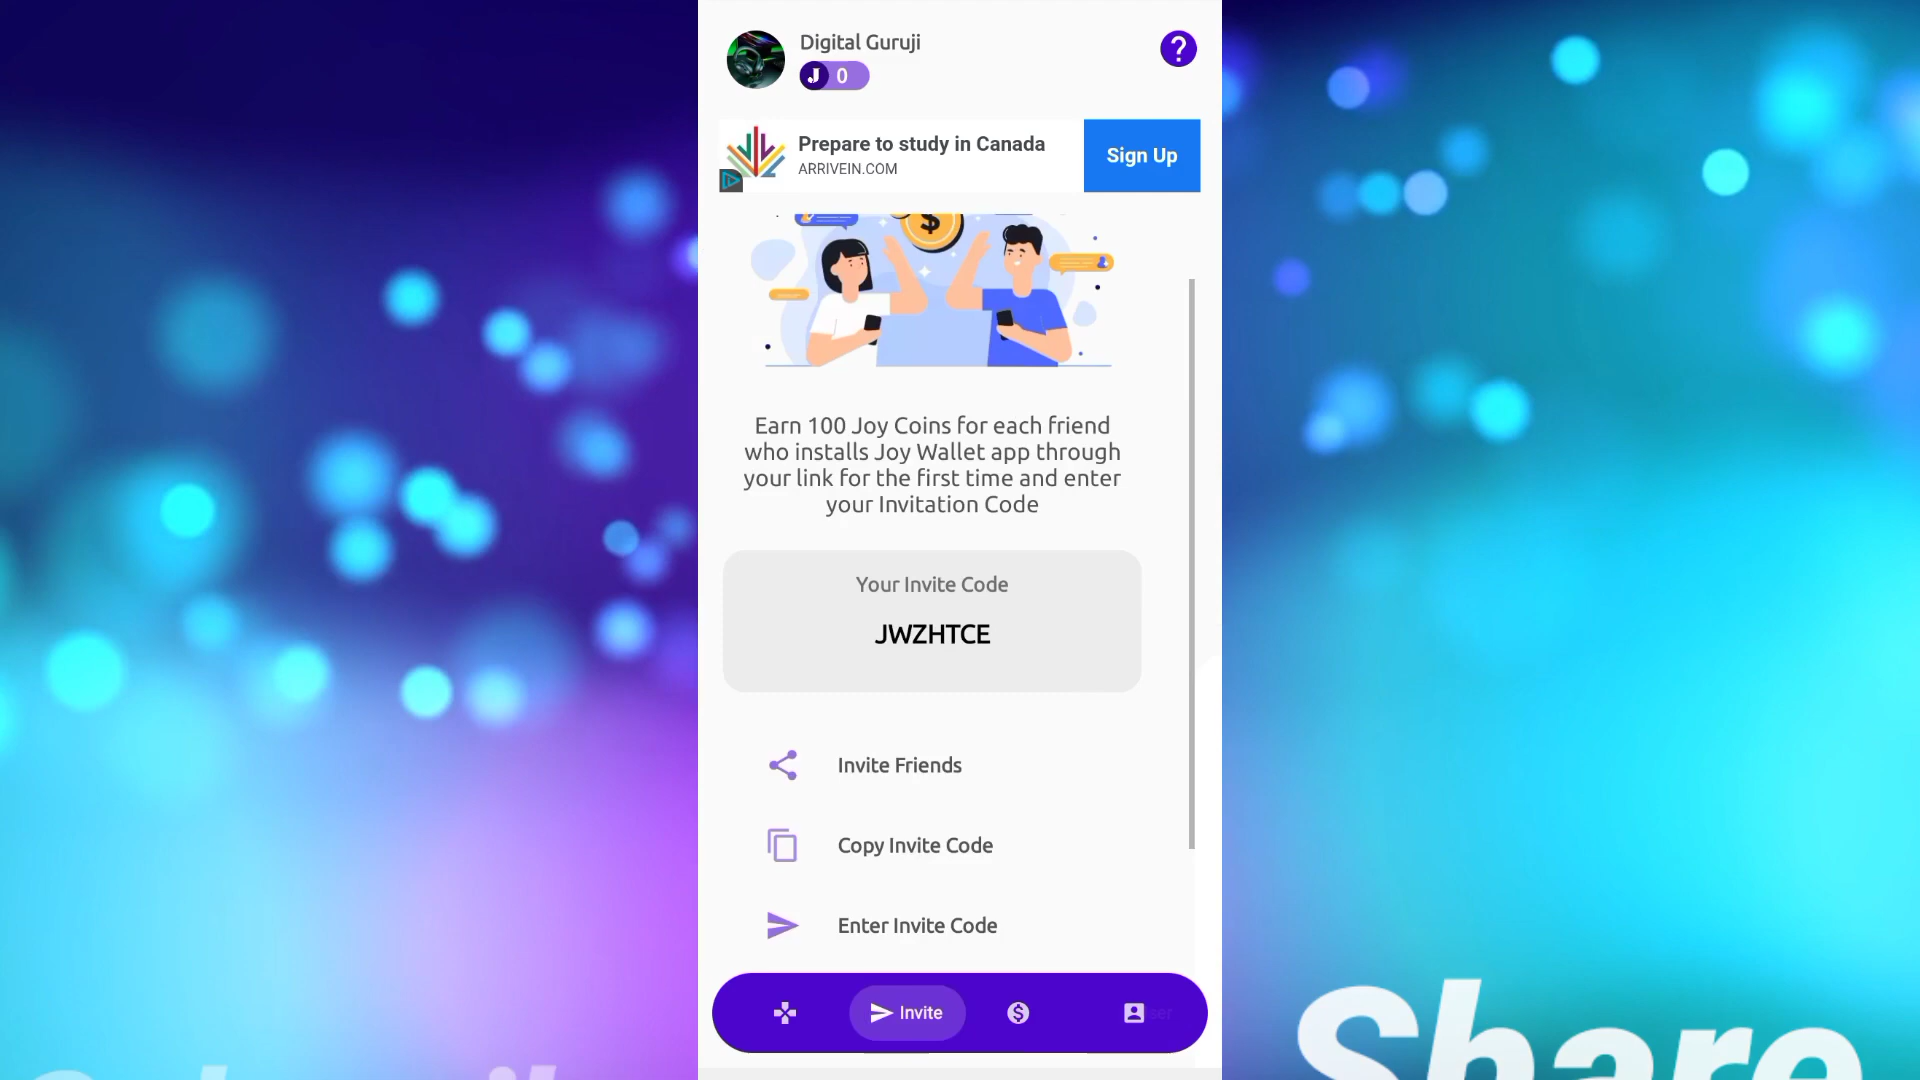 Digital Guruji
J 0
?
Prepare to study in Canada
ARRIVEIN.COM
Sign Up
$
Earn 100 Joy Coins for each friend
who installs Joy Wallet app through
your link for the first time and enter
your Invitation Code
Your Invite Code
JWZHTCE
Invite Friends
Copy Invite Code
Enter Invite Code
Invite
$
ser
Share